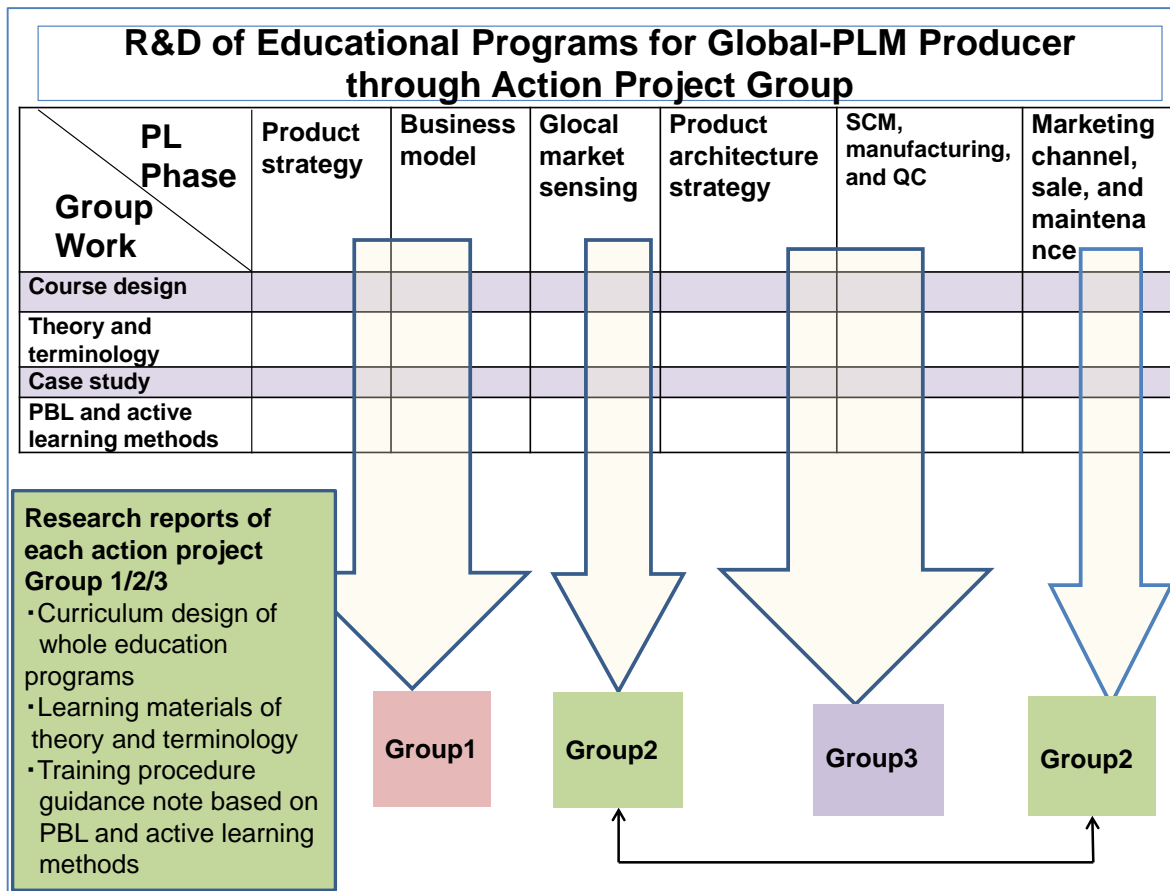 R&D of Educational Programs for Global-PLM Producer
through Action Project Group
PL
Phase
Group
Work
Product
strategy
Business
model
Glocal
market
sensing
Product
architecture
strategy
SCM,
manufacturing,
and QC
Marketing
channel,
sale, and
maintena
nce
Course design
Theory and
terminology
Case study
PBL and active
learning methods
Research reports of
each action project
Group 1/2/3
・Curriculum design of
whole education
programs
・Learning materials of
theory and terminology
・Training procedure
guidance note based on
PBL and active learning
methods
Group1
Group2
Group3
Group2